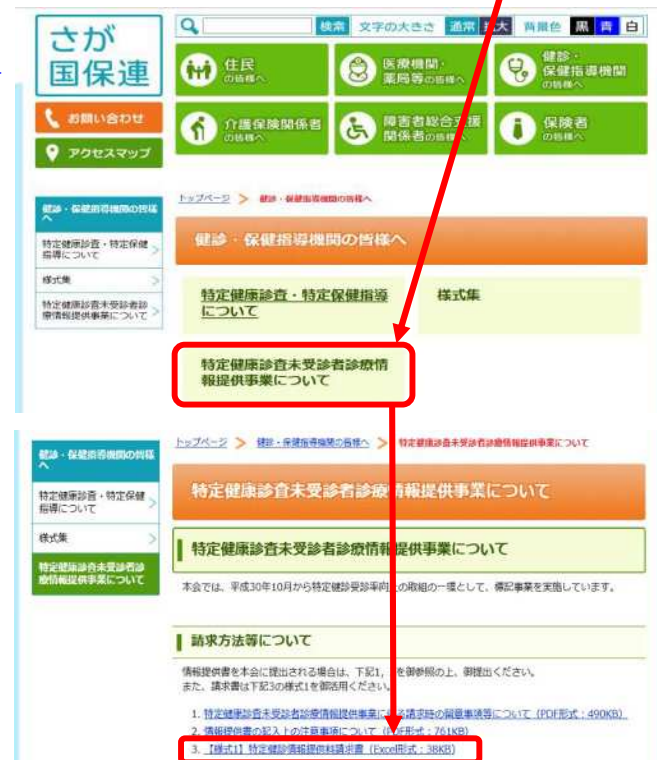 さが
国保連
検索 文字の大きさ 通常 拡大 背景色 黒 青 白
住民
の皆様へ
医療機関・
薬局等の皆様へ
健診・
保健指導機関
の皆様へ
お問い合わせ
アクセスマップ
介護保険関係者
の皆様へ
障害者総合支援
関係者の皆様へ
保険者
の皆様へ
トップページ > 健診・保健指導機関の皆様へ
健診・保健指導機関の皆様
へ
特定健康診査・特定保健
指導について >
様式集 >
特定健康診査未受診者診
療情報提供事業について >
健診・保健指導機関の皆様へ
特定健康診査・特定保健指導
について
様式集
特定健康診査未受診者診療情
報提供事業について
トップページ > 健診・保健指導機関の皆様へ > 特定健康診査未受診者診療情報提供事業について
健診・保健指導機関の皆様
へ
特定健康診査・特定保健
指導について >
様式集 >
特定健康診査未受診者診
療情報提供事業について
特定健康診査未受診者診療情報提供事業について
特定健康診査未受診者診療情報提供事業について
本会では、平成30年10月から特定健診受診率向上の取組の一環として、標記事業を実施しています。
請求方法等について
情報提供書を本会に提出される場合は、下記1, を御参照の上、御提出ください。
また、請求書は下記3の様式1を御活用ください。
1. 特定健康診査未受診者診療情報提供事業に る請求時の留意事項等について（PDF形式：490KB）
2. 情報提供書の記入上の注意事項について（PDF形式：761KB）
3. 【様式1】特定健診情報提供料請求書（Excel形式：38KB）